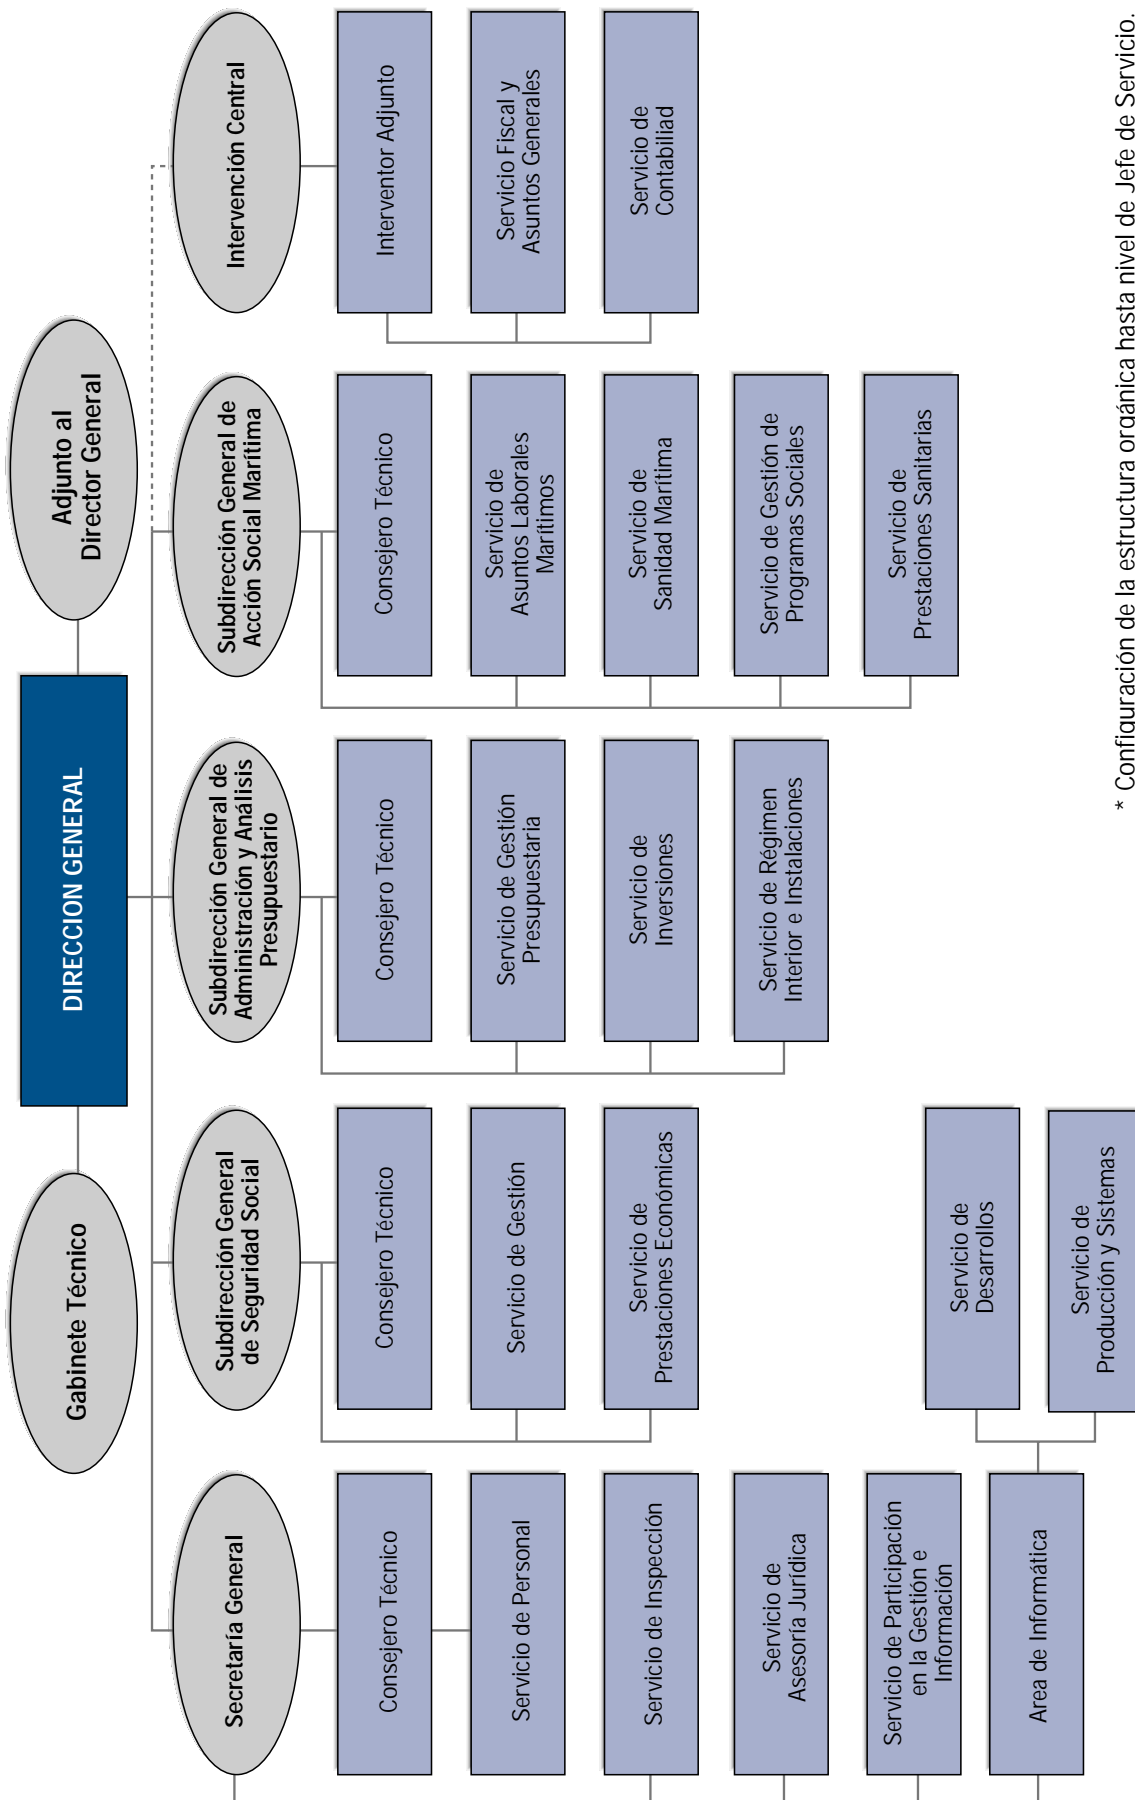 DIRECCION GENERAL
Gabinete Técnico
Adjunto al
Director General
Secretaría General
Consejero Técnico
Servicio de Personal
Servicio de Inspección
Servicio de
Asesoría Jurídica
Servicio de Participación
en la Gestión e
Información
Area de Informática
Servicio de
Desarrollos
Servicio de
Producción y Sistemas
Subdirección General
de Seguridad Social
Consejero Técnico
Servicio de Gestión
Servicio de
Prestaciones Económicas
Subdirección General de
Administración y Análisis
Presupuestario
Consejero Técnico
Servicio de Gestión
Presupuestaria
Servicio de
Inversiones
Servicio de Régimen
Interior e Instalaciones
Subdirección General de
Acción Social Marítima
Consejero Técnico
Servicio de
Asuntos Laborales
Marítimos
Servicio de
Sanidad Marítima
Servicio de Gestión de
Programas Sociales
Servicio de
Prestaciones Sanitarias
Intervención Central
Interventor Adjunto
Servicio Fiscal y
Asuntos Generales
Servicio de
Contabiliad
* Configuración de la estructura orgánica hasta nivel de Jefe de Servicio.